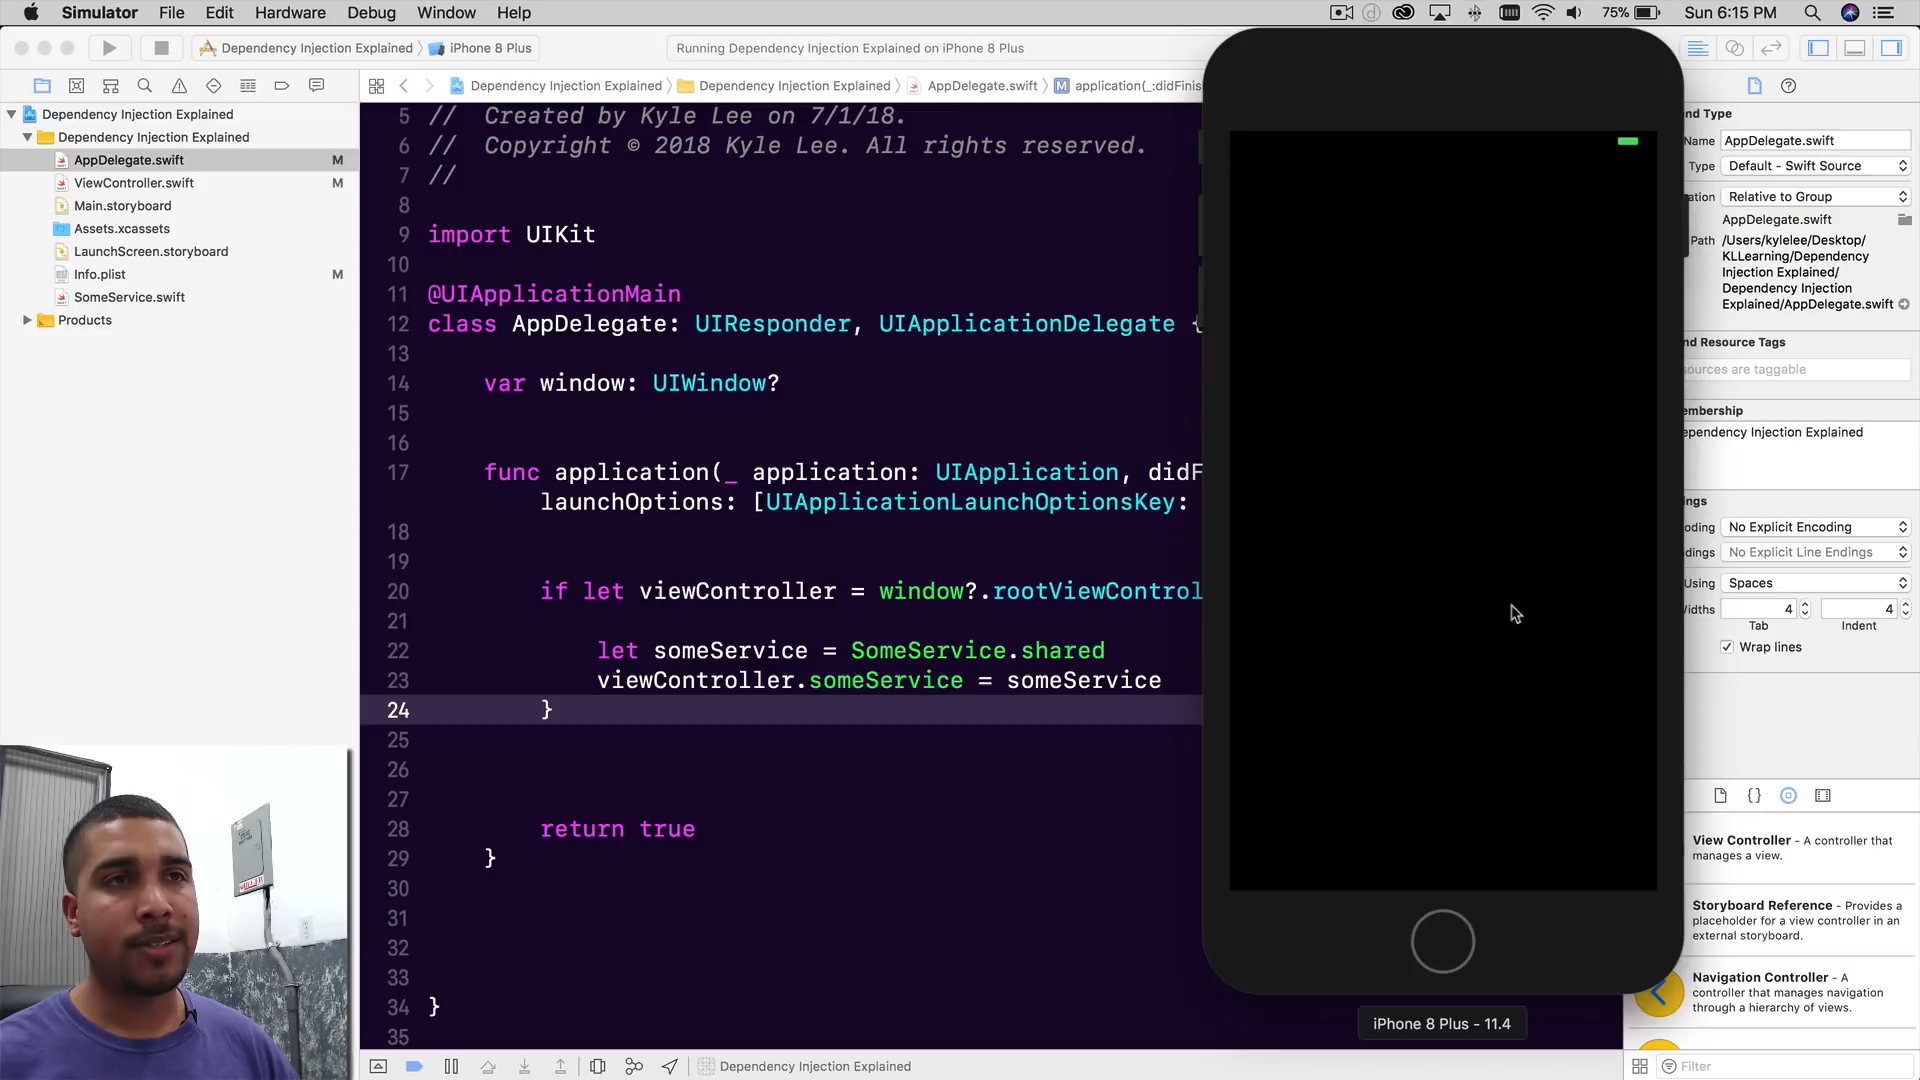 Simulator File Edit Hardware Debug Window Help 75% Sun 6:15 PM
Dependency Injection Explained iPhone 8 Plus
Running Dependency Injection Explained on iPhone 8 Plus
Dependency Injection Explained Dependency Injection Explained AppDelegate.swift M application(_:didFinis
Dependency Injection Explained
Dependency Injection Explained
AppDelegate.swift M
ViewController.swift M
Main.storyboard
Assets.xcassets
LaunchScreen.storyboard
Info.plist M
SomeService.swift
Products
5 // Created by Kyle Lee on 7/1/18.
6 // Copyright © 2018 Kyle Lee. All rights reserved.
7 //
8
9 import UIKit
10
11 @UIApplicationMain
12 class AppDelegate: UIResponder, UIApplicationDelegate {
13
14 var window: UIWindow?
15
16
17 func application(_ application: UIApplication, didF
launchOptions: [UIApplicationLaunchOptionsKey:
18
19
20 if let viewController = window?.rootViewControl
21
22 let someService = SomeService.shared
23 viewController.someService = someService
24 }
25
26
27
28 return true
29 }
30
31
32
33
34 }
35
iPhone 8 Plus - 11.4
nd Type
Name AppDelegate.swift
Type Default - Swift Source
ation Relative to Group
AppDelegate.swift
Path /Users/kylelee/Desktop/
KLLearning/Dependency
Injection Explained/
Dependency Injection
Explained/AppDelegate.swift
nd Resource Tags
ources are taggable
embership
ependency Injection Explained
ngs
oding No Explicit Encoding
dings No Explicit Line Endings
Using Spaces
Widths 4 4
Tab Indent
Wrap lines
View Controller - A controller that
manages a view.
Storyboard Reference - Provides a
placeholder for a view controller in an
external storyboard.
Navigation Controller - A
controller that manages navigation
through a hierarchy of views.
Dependency Injection Explained
Filter